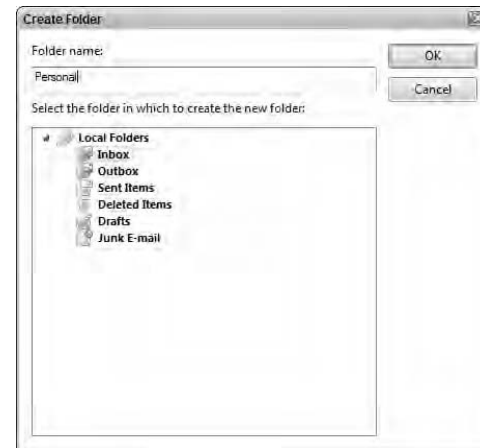 Create Folder
Folder name:
OK
Personal
Cancel
Select the folder in which to create the new folder:
Local Folders
Inbox
Outbox
Sent Items
Deleted Items
Drafts
Junk E-mail